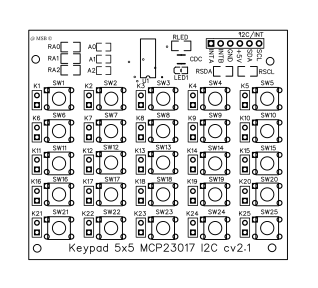 @ MSB ©
RLED
I2C/INT
RA0
A0
RA1
A1
RA2
A2
U1
CDC
LED1
INTA
INTB
GND
+5V
SDA
SCL
RSDA
RSCL
K1 SW1 K2 SW2 K3 SW3 K4 SW4 K5 SW5
K6 SW6 K7 SW7 K8 SW8 K9 SW9 K10 SW10
K11 SW11 K12 SW12 K13 SW13 K14 SW14 K15 SW15
K16 SW16 K17 SW17 K18 SW18 K19 SW19 K20 SW20
K21 SW21 K22 SW22 K23 SW23 K24 SW24 K25 SW25
Keypad 5x5 MCP23017 I2C cv2.1